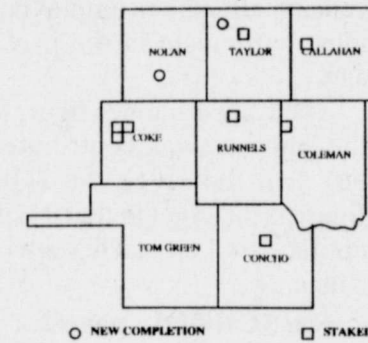 NOLAN
TAYLOR
CALLAHAN
COKE
RUNNELS
COLEMAN
TOM GREEN
CONCHO
NEW COMPLETION
STAKED